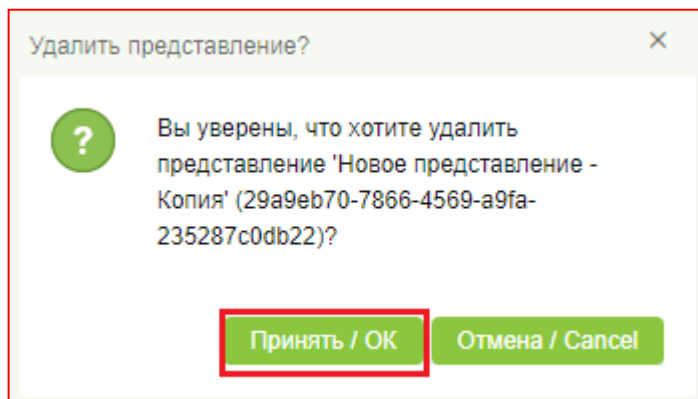 Удалить представление?
×
?
Вы уверены, что хотите удалить
представление 'Новое представление -
Копия' (29a9eb70-7866-4569-a9fa-
235287c0db22)?
Принять / ОК Отмена / Cancel